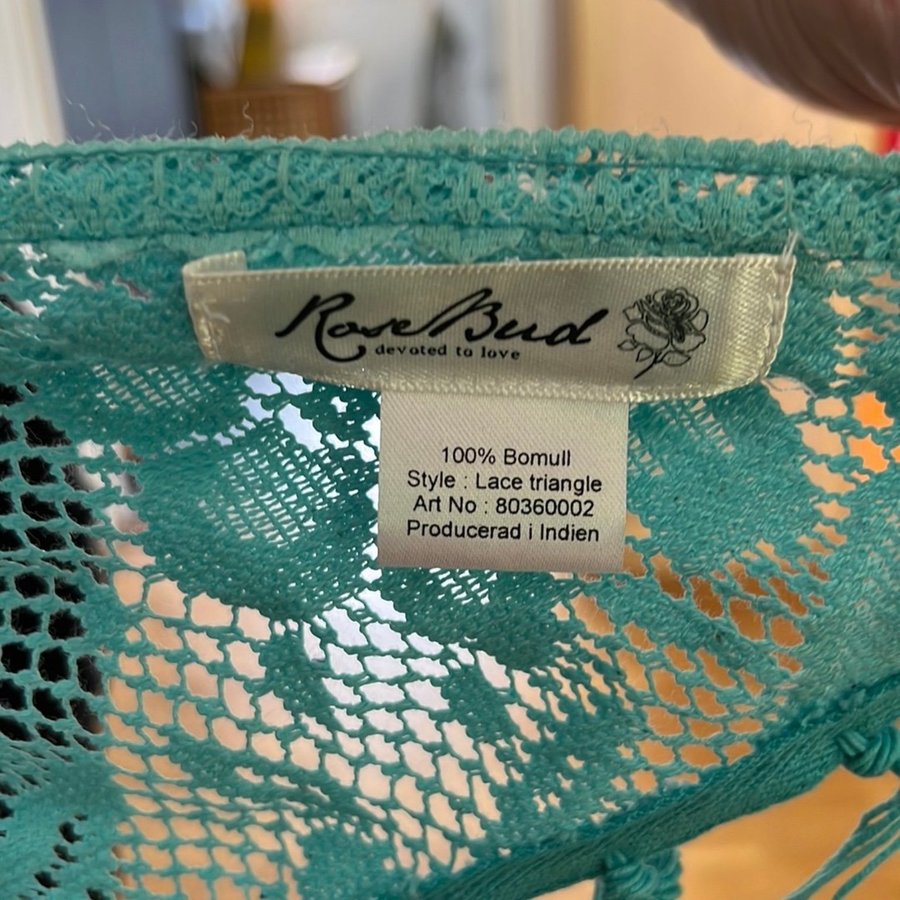 RoseBud
devoted to love
100% Bomull
Style : Lace triangle
Art No : 80360002
Producerad i Indien